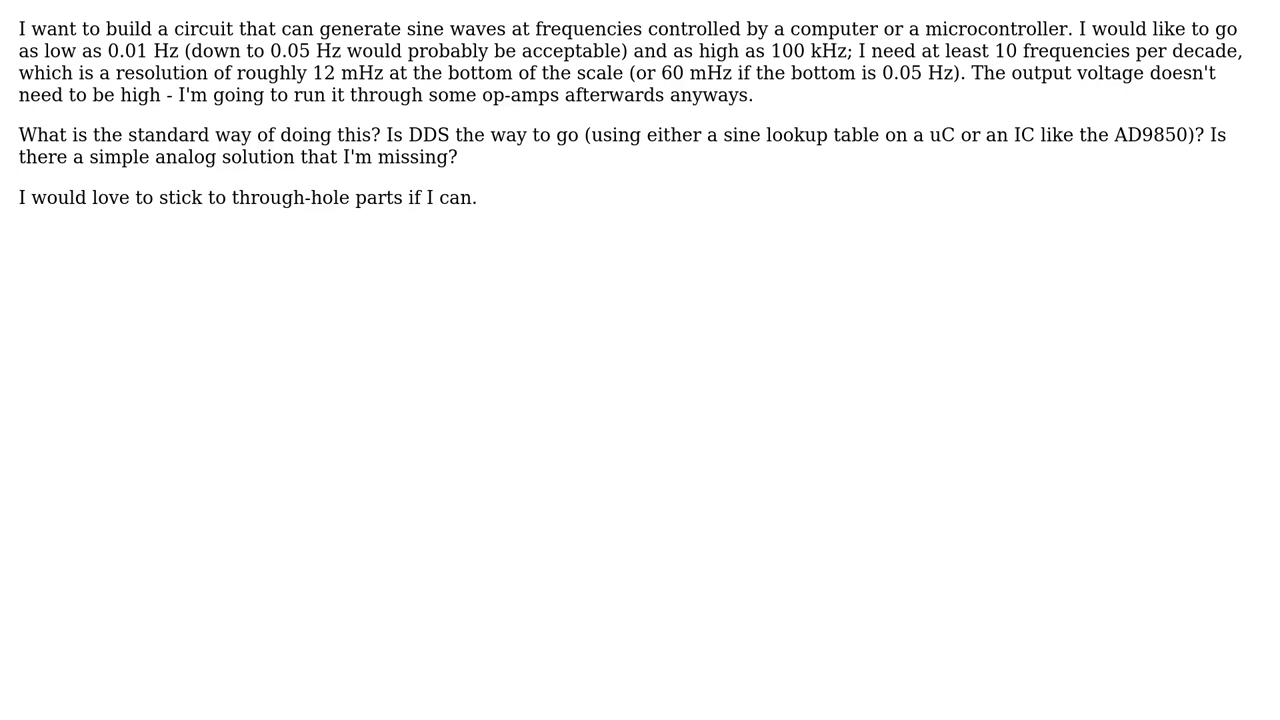 I want to build a circuit that can generate sine waves at frequencies controlled by a computer or a microcontroller. I would like to go
as low as 0.01 Hz (down to 0.05 Hz would probably be acceptable) and as high as 100 kHz; I need at least 10 frequencies per decade,
which is a resolution of roughly 12 mHz at the bottom of the scale (or 60 mHz if the bottom is 0.05 Hz). The output voltage doesn't
need to be high - I'm going to run it through some op-amps afterwards anyways.
What is the standard way of doing this? Is DDS the way to go (using either a sine lookup table on a uC or an IC like the AD9850)? Is
there a simple analog solution that I'm missing?
I would love to stick to through-hole parts if I can.